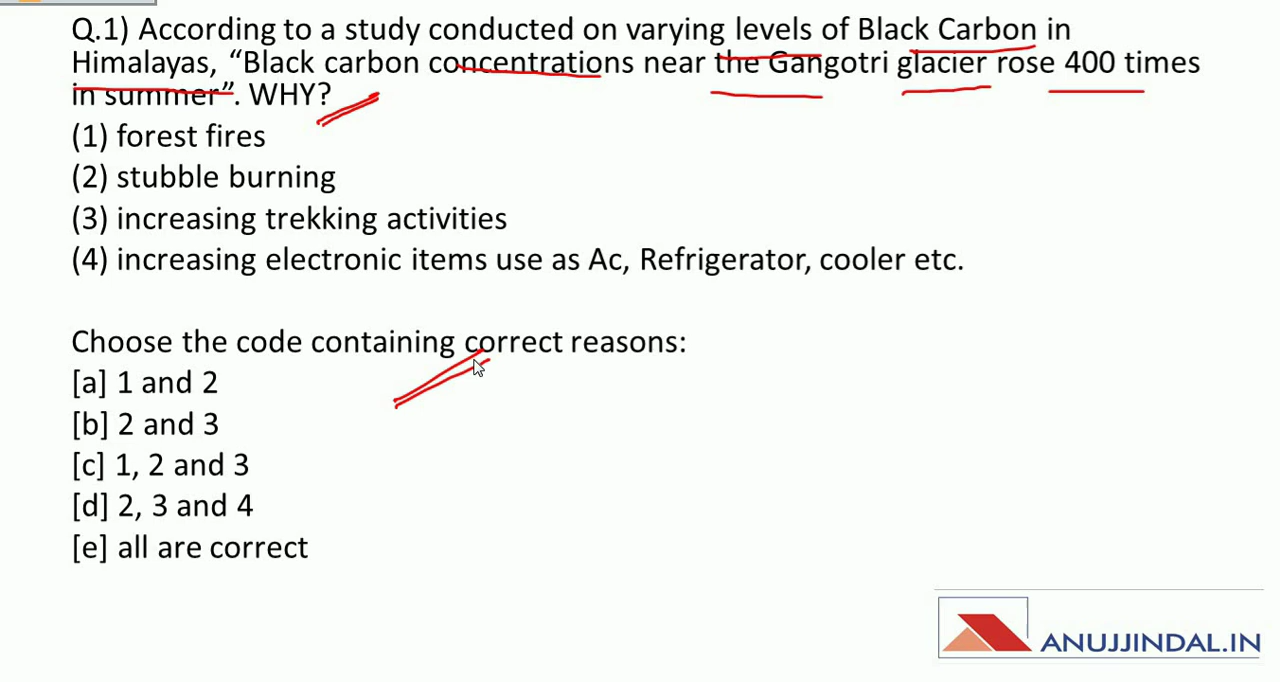 Q.1) According to a study conducted on varying levels of Black Carbon in
Himalayas, “Black carbon concentrations near the Gangotri glacier rose 400 times
in summer”. WHY?
(1) forest fires
(2) stubble burning
(3) increasing trekking activities
(4) increasing electronic items use as Ac, Refrigerator, cooler etc.
Choose the code containing correct reasons:
[a] 1 and 2
[b] 2 and 3
[c] 1, 2 and 3
[d] 2, 3 and 4
[e] all are correct
ANUJJINDAL.IN